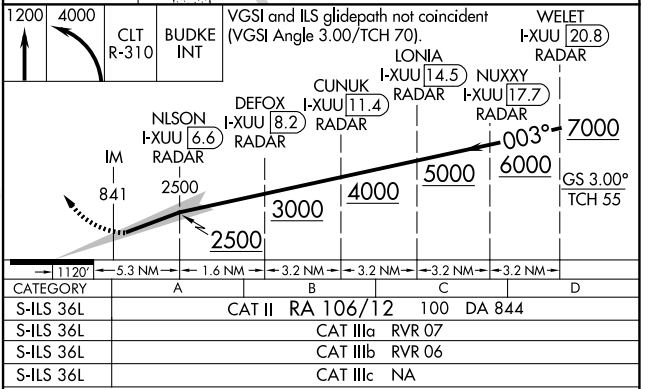 1200 4000 CLT R-310 BUDKE INT
VGSI and ILS glidepath not coincident
(VGSI Angle 3.00/TCH 70).
WELET
I-XUU 20.8
RADAR
LONIA
I-XUU 14.5
RADAR
NUXXY
I-XUU 17.7
RADAR
CUNUK
I-XUU 11.4
RADAR
DEFOX
I-XUU 8.2
RADAR
NLSON
I-XUU 6.6
RADAR
IM
841
2500
2500
3000
4000
5000
6000
003°
7000
GS 3.00°
TCH 55
1120' 5.3 NM 1.6 NM 3.2 NM 3.2 NM 3.2 NM 3.2 NM
CATEGORY A B C D
S-ILS 36L CAT II RA 106/12 100 DA 844
S-ILS 36L CAT IIIa RVR 07
S-ILS 36L CAT IIIb RVR 06
S-ILS 36L CAT IIIc NA